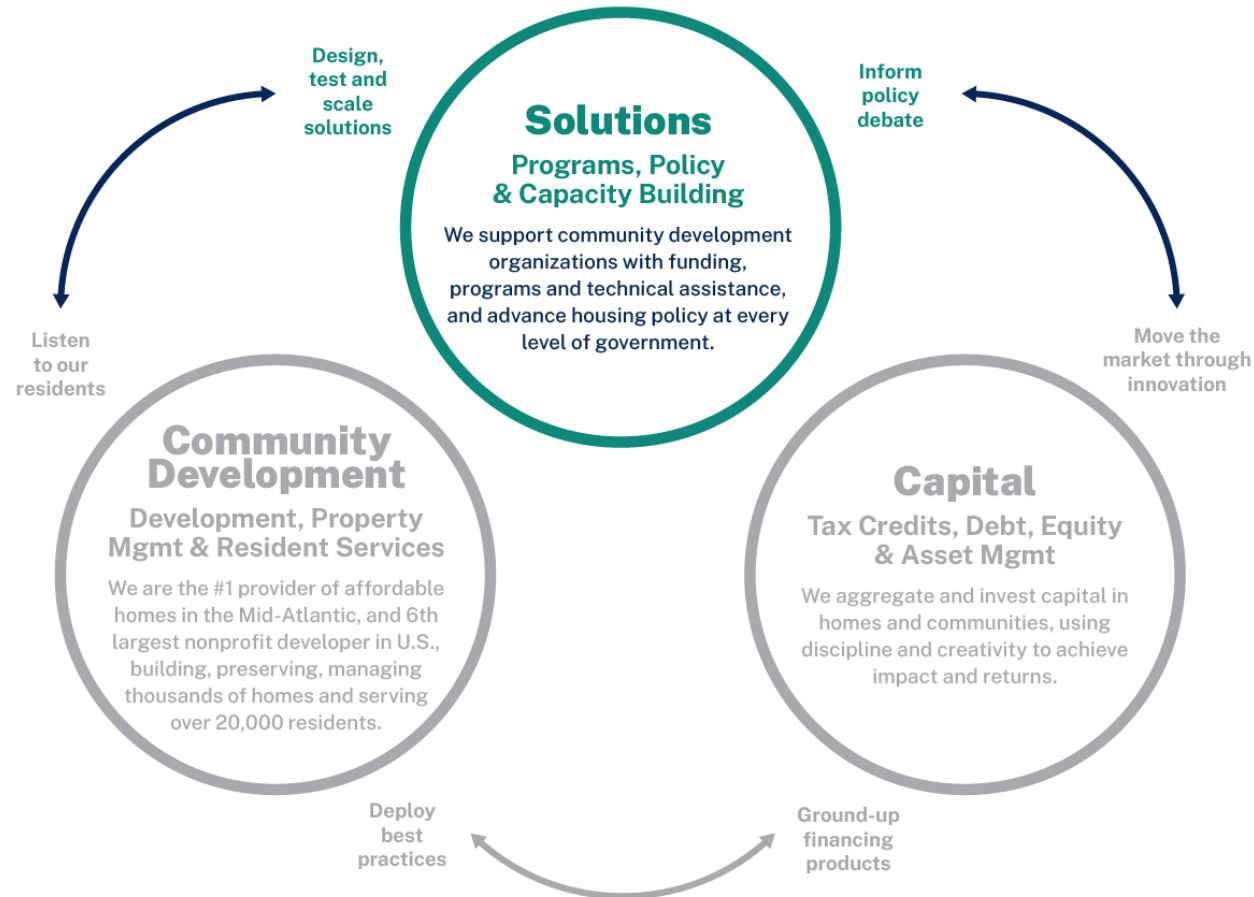 Design,
test and
scale
solutions
Inform
policy
debate
Solutions
Programs, Policy
& Capacity Building
We support community development
organizations with funding,
programs and technical assistance,
and advance housing policy at every
level of government.
Listen
to our
residents
Move the
market through
innovation
Community
Development
Development, Property
Mgmt & Resident Services
We are the #1 provider of affordable
homes in the Mid-Atlantic, and 6th
largest nonprofit developer in U.S.,
building, preserving, managing
thousands of homes and serving
over 20,000 residents.
Capital
Tax Credits, Debt, Equity
& Asset Mgmt
We aggregate and invest capital in
homes and communities, using
discipline and creativity to achieve
impact and returns.
Deploy
best
practices
Ground-up
financing
products